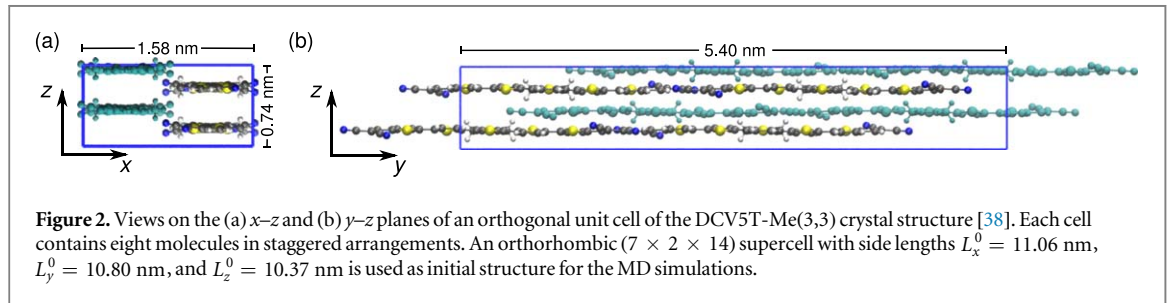 (a)
1.58 nm
z
0.74 nm
x
(b)
5.40 nm
z
y
Figure 2. Views on the (a) x–z and (b) y–z planes of an orthogonal unit cell of the DCV5T-Me(3,3) crystal structure [38]. Each cell
contains eight molecules in staggered arrangements. An orthorhombic (7 × 2 × 14) supercell with side lengths L⁰ₓ = 11.06 nm,
L⁰ᵧ = 10.80 nm, and L⁰_z = 10.37 nm is used as initial structure for the MD simulations.